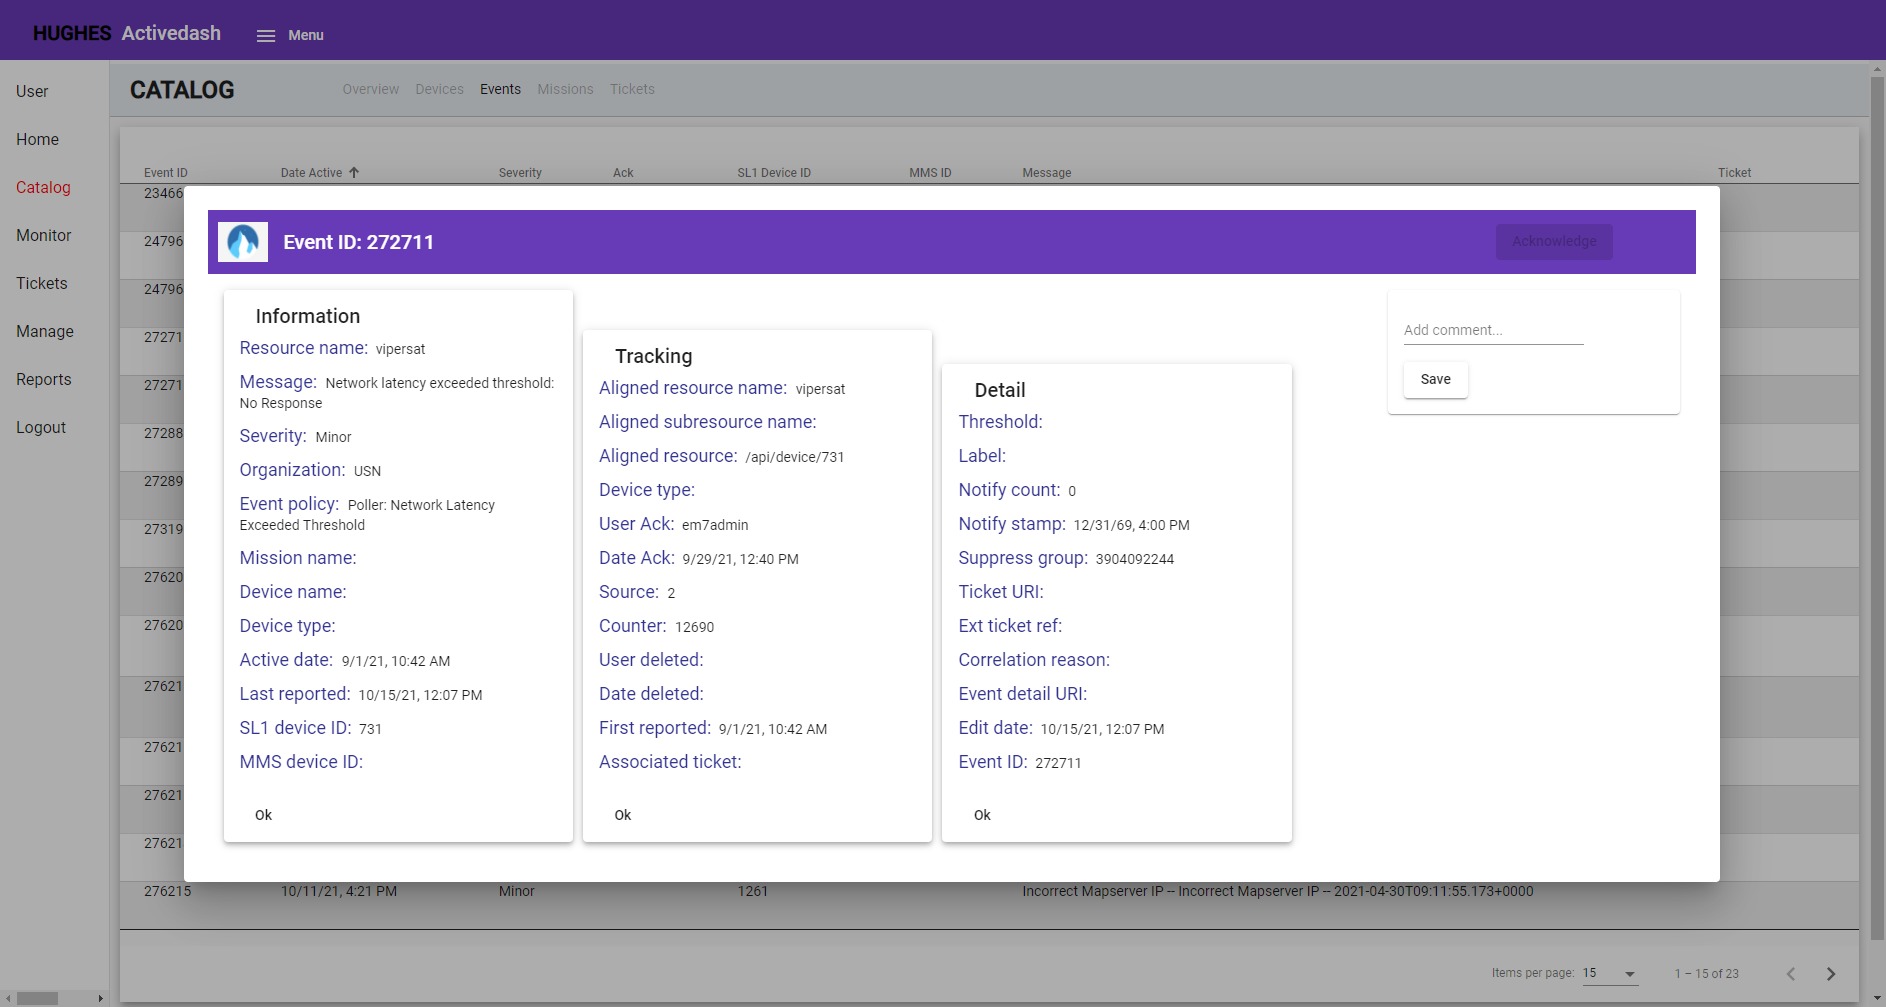 HUGHES Activedash Menu
User
Home
Catalog
Monitor
Tickets
Manage
Reports
Logout
CATALOG Overview Devices Events Missions Tickets
Event ID Date Active Severity Ack SL1 Device ID MMS ID Message Ticket
23466
24796
24796
27271
27271
27288
27289
27319
27620
27620
27621
27621
27621
27621
276215 10/11/21, 4:21 PM Minor 1261 Incorrect Mapserver IP -- Incorrect Mapserver IP -- 2021-04-30T09:11:55.173+0000
Items per page: 15 1 – 15 of 23
Event ID: 272711
Acknowledge
Information
Resource name: vipersat
Message: Network latency exceeded threshold:
No Response
Severity: Minor
Organization: USN
Event policy: Poller: Network Latency
Exceeded Threshold
Mission name:
Device name:
Device type:
Active date: 9/1/21, 10:42 AM
Last reported: 10/15/21, 12:07 PM
SL1 device ID: 731
MMS device ID:
Ok
Tracking
Aligned resource name: vipersat
Aligned subresource name:
Aligned resource: /api/device/731
Device type:
User Ack: em7admin
Date Ack: 9/29/21, 12:40 PM
Source: 2
Counter: 12690
User deleted:
Date deleted:
First reported: 9/1/21, 10:42 AM
Associated ticket:
Ok
Detail
Threshold:
Label:
Notify count: 0
Notify stamp: 12/31/69, 4:00 PM
Suppress group: 3904092244
Ticket URI:
Ext ticket ref:
Correlation reason:
Event detail URI:
Edit date: 10/15/21, 12:07 PM
Event ID: 272711
Ok
Add comment...
Save